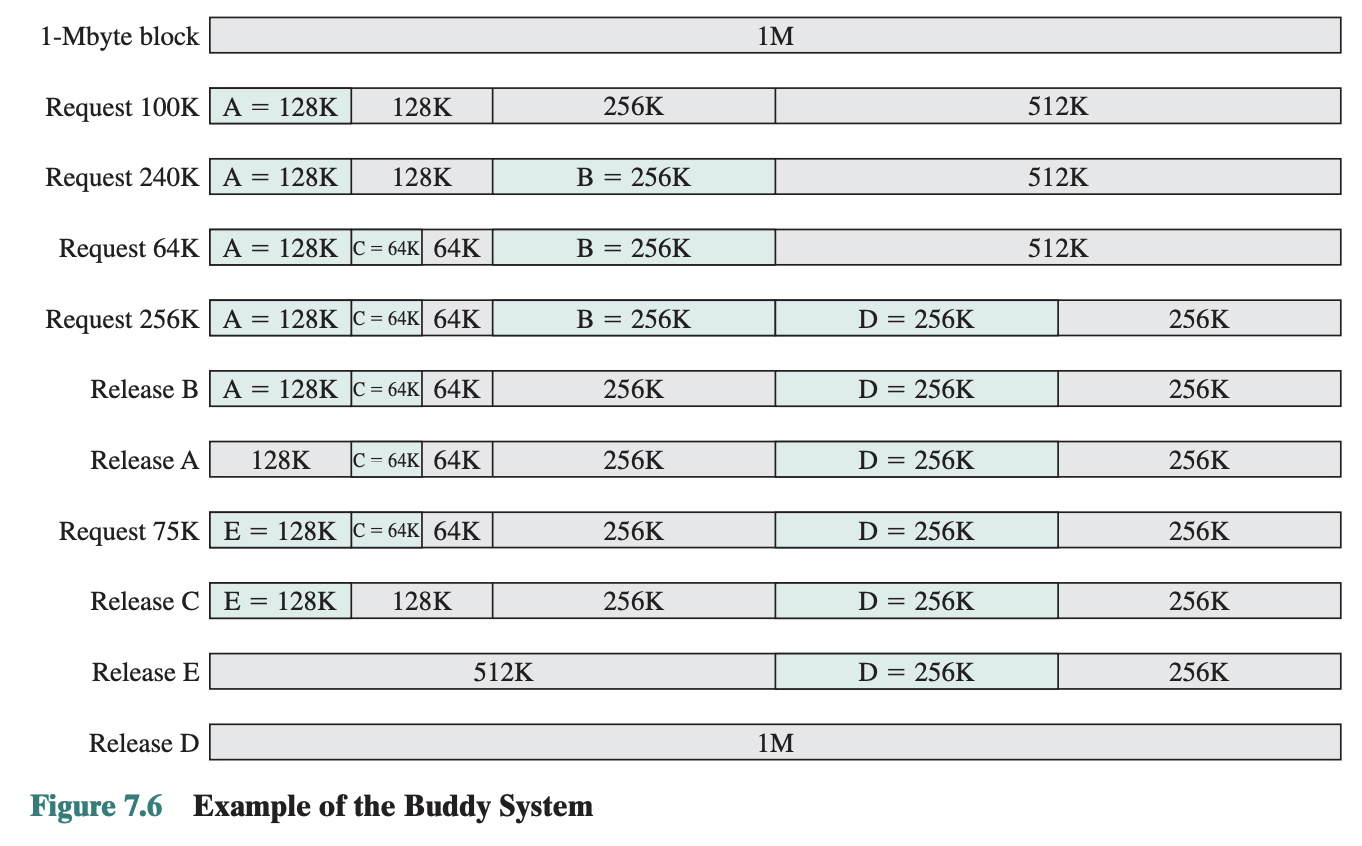 1-Mbyte block 1M
Request 100K A = 128K 128K 256K 512K
Request 240K A = 128K 128K B = 256K 512K
Request 64K A = 128K C = 64K 64K B = 256K 512K
Request 256K A = 128K C = 64K 64K B = 256K D = 256K 256K
Release B A = 128K C = 64K 64K 256K D = 256K 256K
Release A 128K C = 64K 64K 256K D = 256K 256K
Request 75K E = 128K C = 64K 64K 256K D = 256K 256K
Release C E = 128K 128K 256K D = 256K 256K
Release E 512K D = 256K 256K
Release D 1M
Figure 7.6 Example of the Buddy System